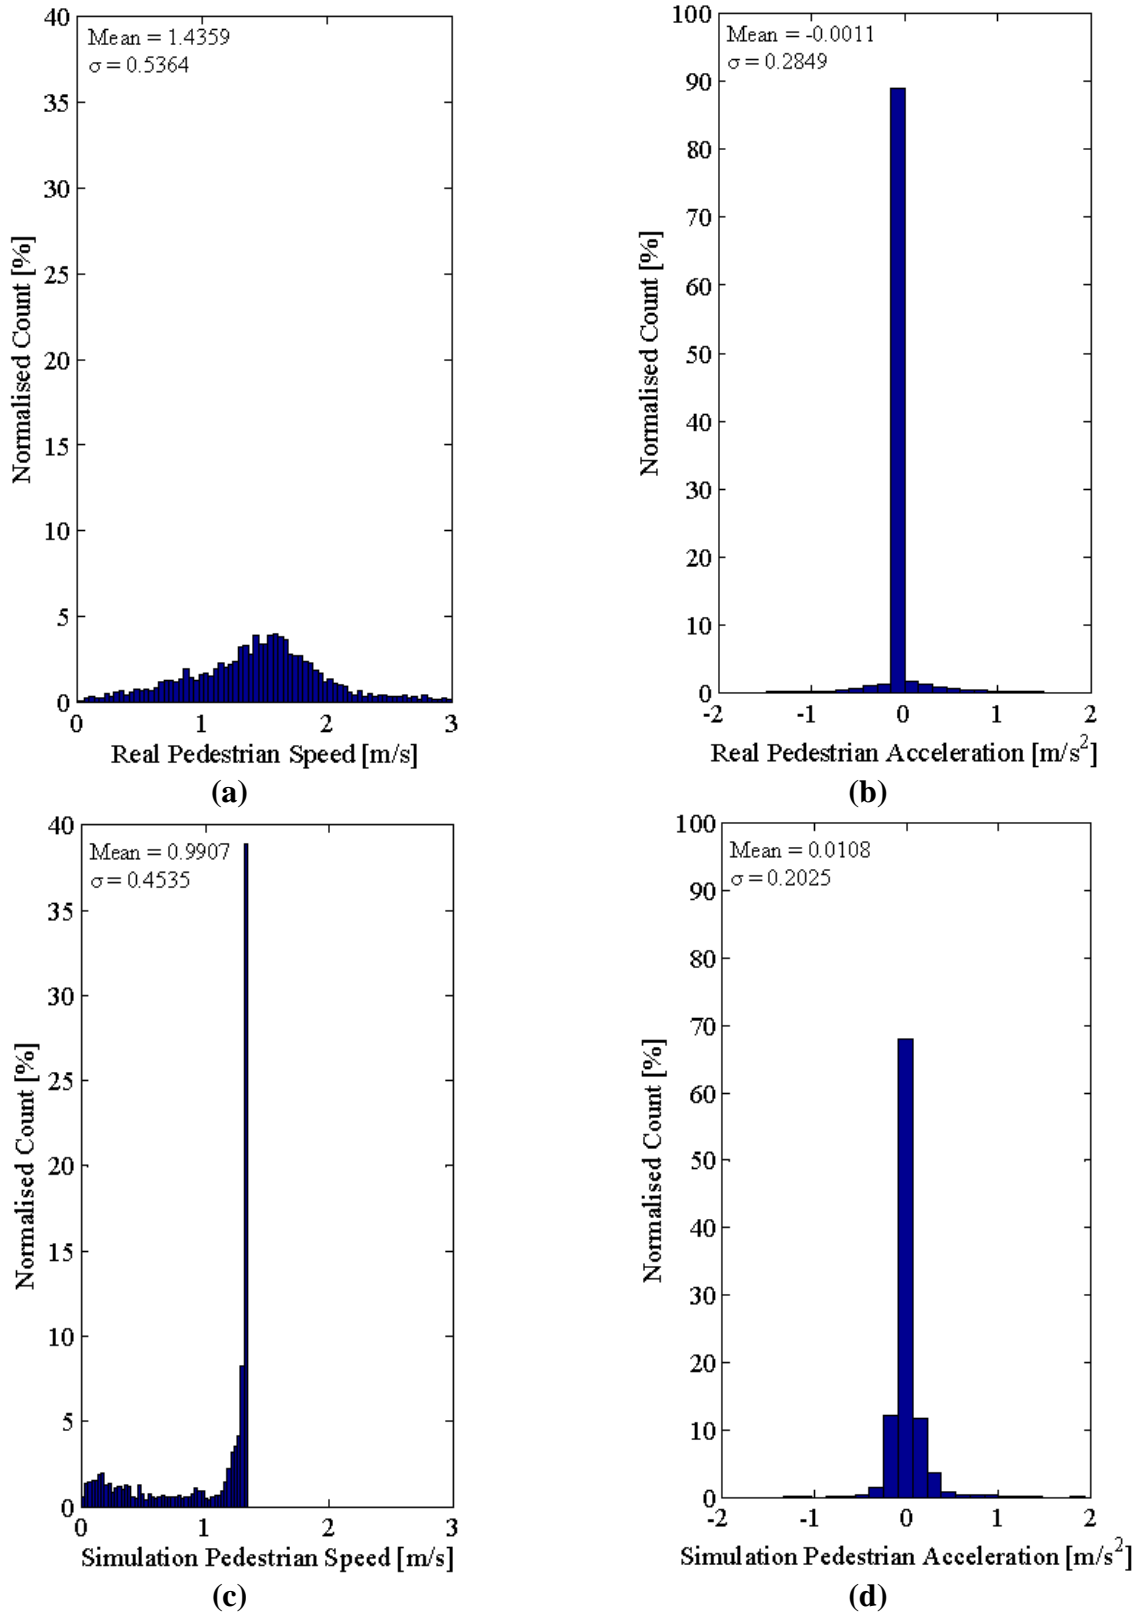 40
35
30
25
20
15
10
5
0
Mean = 1.4359
σ = 0.5364
Normalised Count [%]
0 1 2 3
Real Pedestrian Speed [m/s]
(a)
100
90
80
70
60
50
40
30
20
10
0
Mean = -0.0011
σ = 0.2849
Normalised Count [%]
-2 -1 0 1 2
Real Pedestrian Acceleration [m/s²]
(b)
40
35
30
25
20
15
10
5
0
Mean = 0.9907
σ = 0.4535
Normalised Count [%]
0 1 2 3
Simulation Pedestrian Speed [m/s]
(c)
100
90
80
70
60
50
40
30
20
10
0
Mean = 0.0108
σ = 0.2025
Normalised Count [%]
-2 -1 0 1 2
Simulation Pedestrian Acceleration [m/s²]
(d)